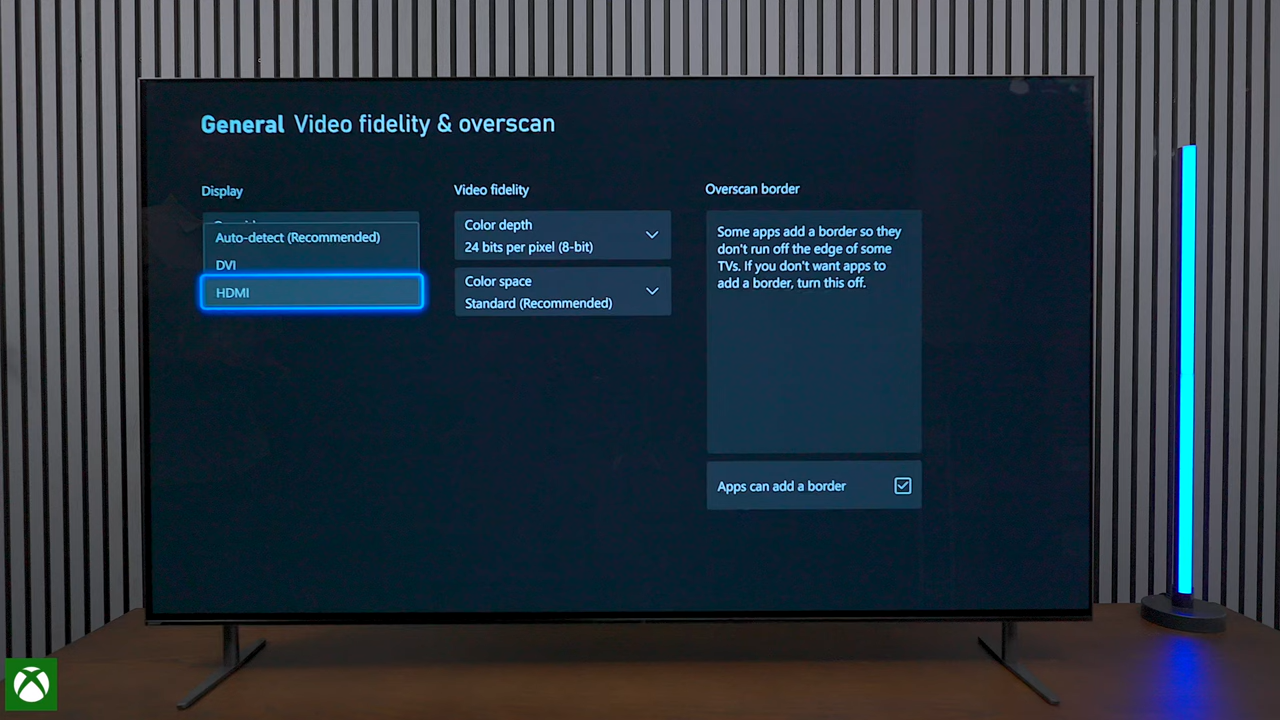 General Video fidelity & overscan
Display
Auto-detect (Recommended)
DVI
HDMI
Video fidelity
Color depth
24 bits per pixel (8-bit)
Color space
Standard (Recommended)
Overscan border
Some apps add a border so they
don't run off the edge of some
TVs. If you don't want apps to
add a border, turn this off.
Apps can add a border